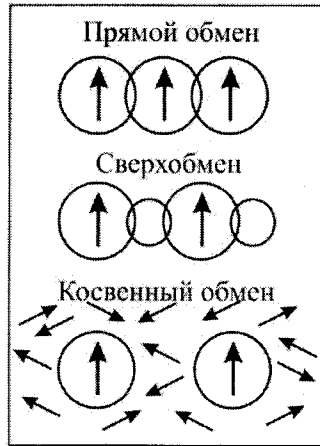 Прямой обмен
Сверхобмен
Косвенный обмен